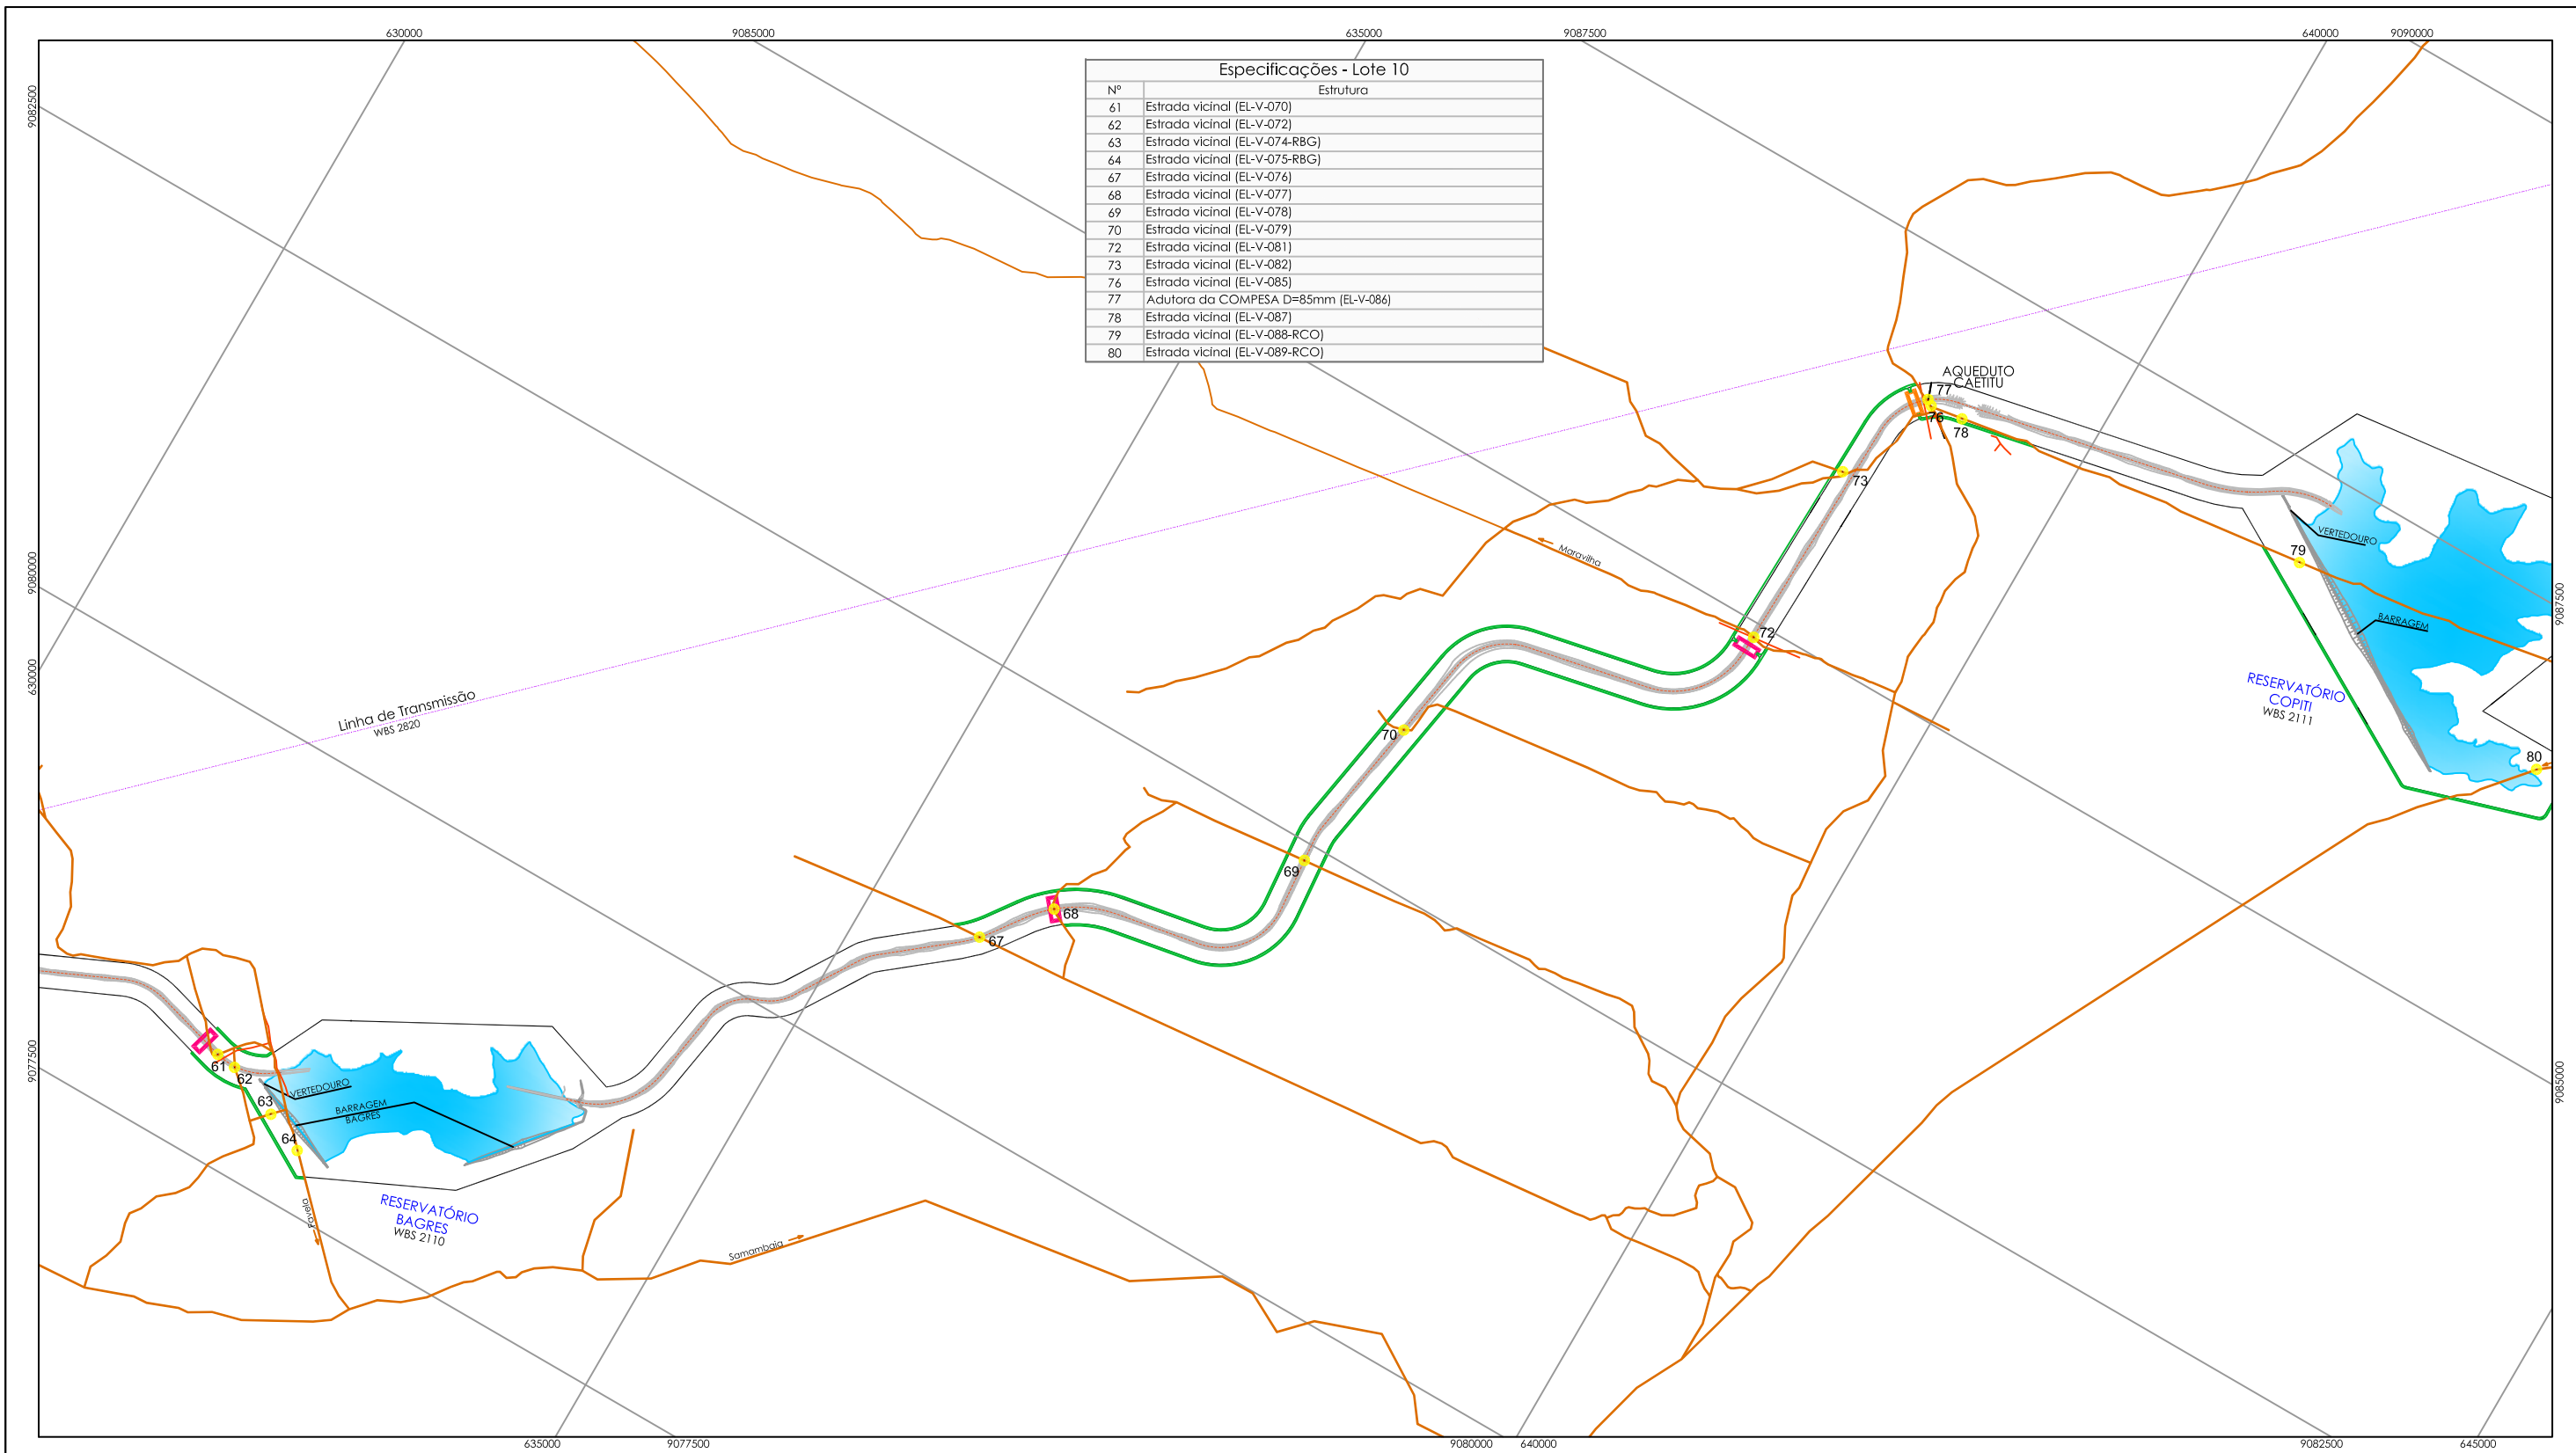 630000
9085000
635000
9087500
640000
9090000
9082500
9080000
630000
9077500
Especificações - Lote 10
Nº Estrutura
61 Estrada vicinal (EL-V-070)
62 Estrada vicinal (EL-V-072)
63 Estrada vicinal (EL-V-074-RBG)
64 Estrada vicinal (EL-V-075-RBG)
67 Estrada vicinal (EL-V-076)
68 Estrada vicinal (EL-V-077)
69 Estrada vicinal (EL-V-078)
70 Estrada vicinal (EL-V-079)
72 Estrada vicinal (EL-V-081)
73 Estrada vicinal (EL-V-082)
76 Estrada vicinal (EL-V-085)
77 Adutora da COMPESA D=85mm (EL-V-086)
78 Estrada vicinal (EL-V-087)
79 Estrada vicinal (EL-V-088-RCO)
80 Estrada vicinal (EL-V-089-RCO)
AQUEDUTO
CAETITU
77
76
78
73
Maravilha
VERTEDOURO
79
BARRAGEM
72
RESERVATÓRIO
COPITI
WBS 2111
80
Linha de Transmissão
WBS 2820
70
69
68
67
61
62
63
64
VERTEDOURO
BARRAGEM
BAGRES
RESERVATÓRIO
BAGRES
WBS 2110
Favela
Samambaia
9087500
9085000
635000
9077500
9080000
640000
9082500
645000